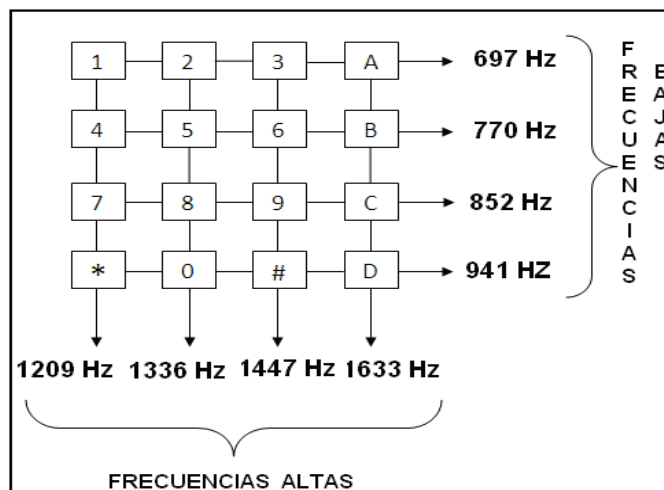 1 2 3 A 697 Hz
4 5 6 B 770 Hz
7 8 9 C 852 Hz
* 0 # D 941 HZ
1209 Hz 1336 Hz 1447 Hz 1633 Hz
FRECUENCIAS
EAJAS
FRECUENCIAS ALTAS